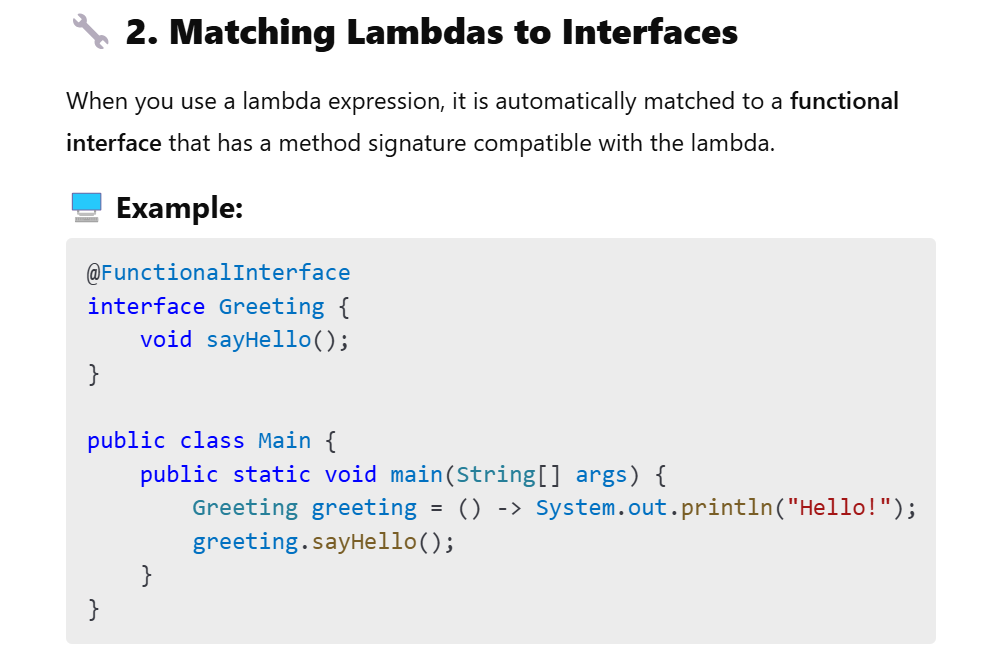 🔧 2. Matching Lambdas to Interfaces
When you use a lambda expression, it is automatically matched to a functional
interface that has a method signature compatible with the lambda.
🖥️ Example:
@FunctionalInterface
interface Greeting {
    void sayHello();
}
public class Main {
    public static void main(String[] args) {
        Greeting greeting = () -> System.out.println("Hello!");
        greeting.sayHello();
    }
}